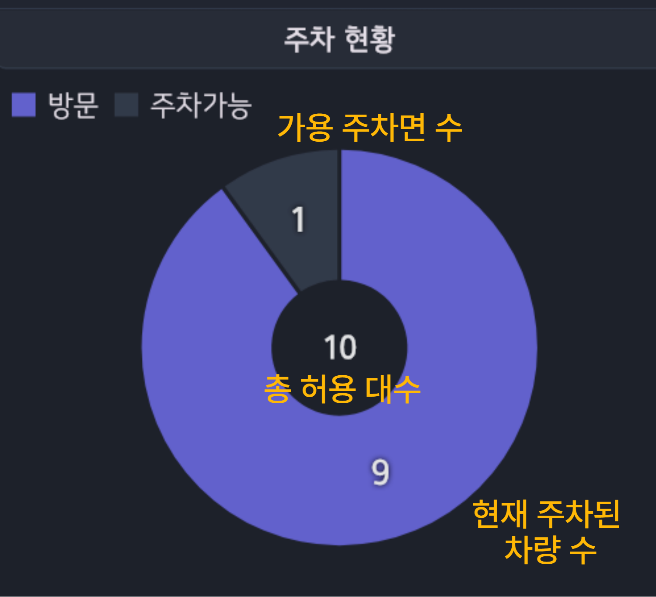 주차 현황
방문 주차가능
가용 주차면 수
1
10
총 허용 대수
9
현재 주차된
차량 수